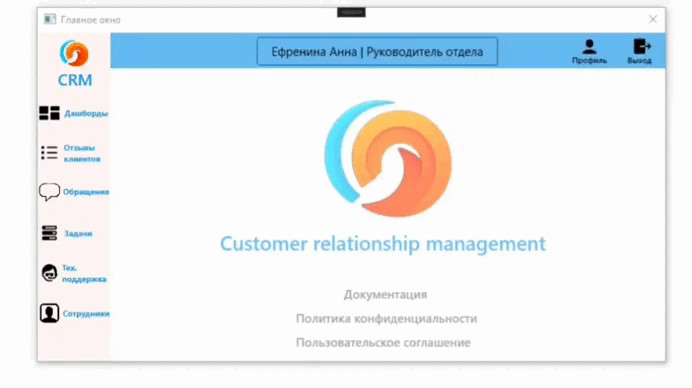 Главное окно
CRM
Ефренина Анна | Руководитель отдела
Профиль
Выход
Дашборды
Отзывы
клиентов
Обращения
Задачи
Тех.
поддержка
Сотрудники
Customer relationship management
Документация
Политика конфиденциальности
Пользовательское соглашение